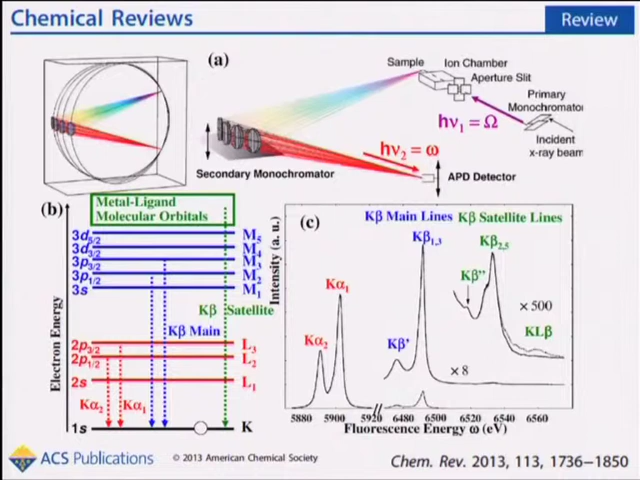 Chemical Reviews
Review
(a)
Sample
Ion Chamber
Aperture Slit
Primary
Monochromator
hν1 = Ω
Incident
x-ray beam
hν2 = ω
APD Detector
Secondary Monochromator
(b)
Metal-Ligand
Molecular Orbitals
3d5/2 M5
3d3/2 M4
3p3/2 M3
3p1/2 M2
3s M1
Kβ Satellite
Kβ Main
2p3/2 L3
2p1/2 L2
2s L1
Kα2 Kα1
1s K
Electron Energy
(c)
Kβ Main Lines Kβ Satellite Lines
Kβ1,3
Kβ2,5
Kα1
Kβ''
× 500
Kα2
Kβ'
KLβ
× 8
Intensity (a. u.)
5880 5900 5920 6480 6500 6520 6540 6560
Fluorescence Energy ω (eV)
ACS Publications
© 2013 American Chemical Society
Chem. Rev. 2013, 113, 1736−1850